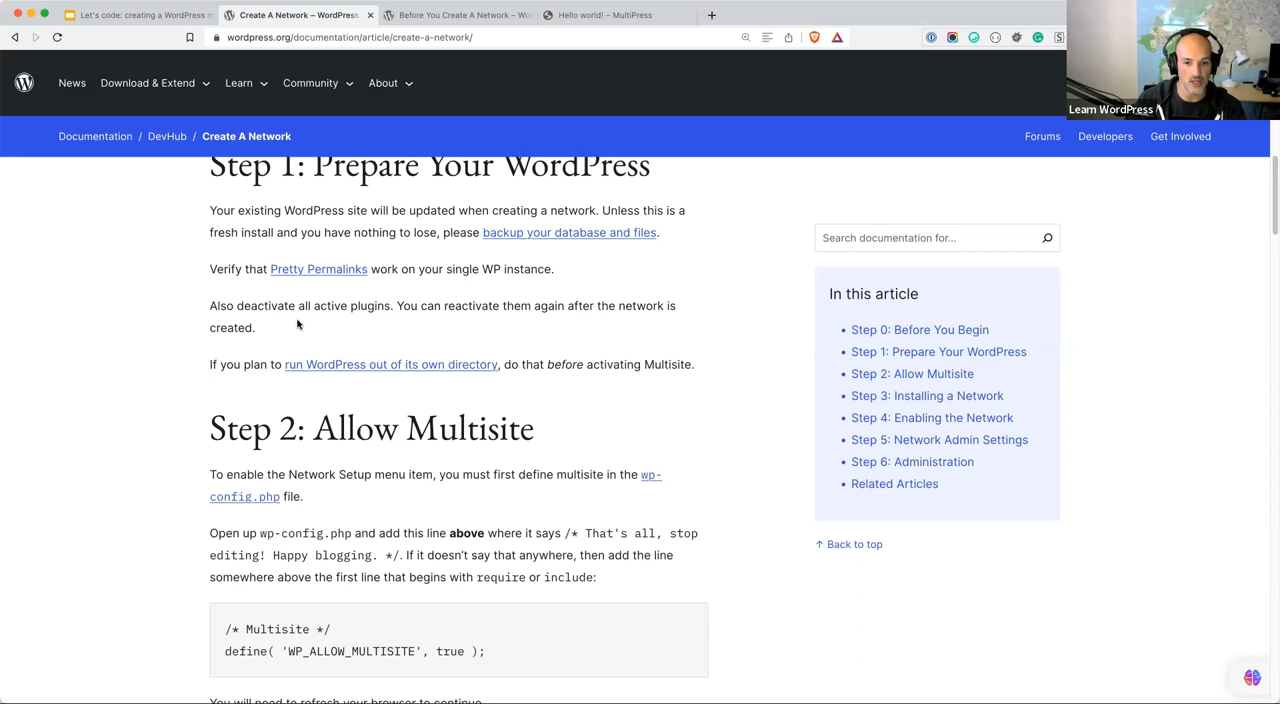 Let's code: creating a WordPress m
Create A Network – WordPress.
Before You Create A Network – Wor
Hello world! – MultiPress
wordpress.org/documentation/article/create-a-network/
News
Download & Extend
Learn
Community
About
Learn WordPress
Documentation / DevHub / Create A Network
Forums
Developers
Get Involved
Step 1: Prepare Your WordPress
Your existing WordPress site will be updated when creating a network. Unless this is a
fresh install and you have nothing to lose, please backup your database and files.
Verify that Pretty Permalinks work on your single WP instance.
Also deactivate all active plugins. You can reactivate them again after the network is
created.
If you plan to run WordPress out of its own directory, do that before activating Multisite.
Step 2: Allow Multisite
To enable the Network Setup menu item, you must first define multisite in the wp-
config.php file.
Open up wp-config.php and add this line above where it says /* That's all, stop
editing! Happy blogging. */. If it doesn't say that anywhere, then add the line
somewhere above the first line that begins with require or include:
/* Multisite */
define( 'WP_ALLOW_MULTISITE', true );
You will need to refresh your browser to continue.
Search documentation for...
In this article
Step 0: Before You Begin
Step 1: Prepare Your WordPress
Step 2: Allow Multisite
Step 3: Installing a Network
Step 4: Enabling the Network
Step 5: Network Admin Settings
Step 6: Administration
Related Articles
↑ Back to top